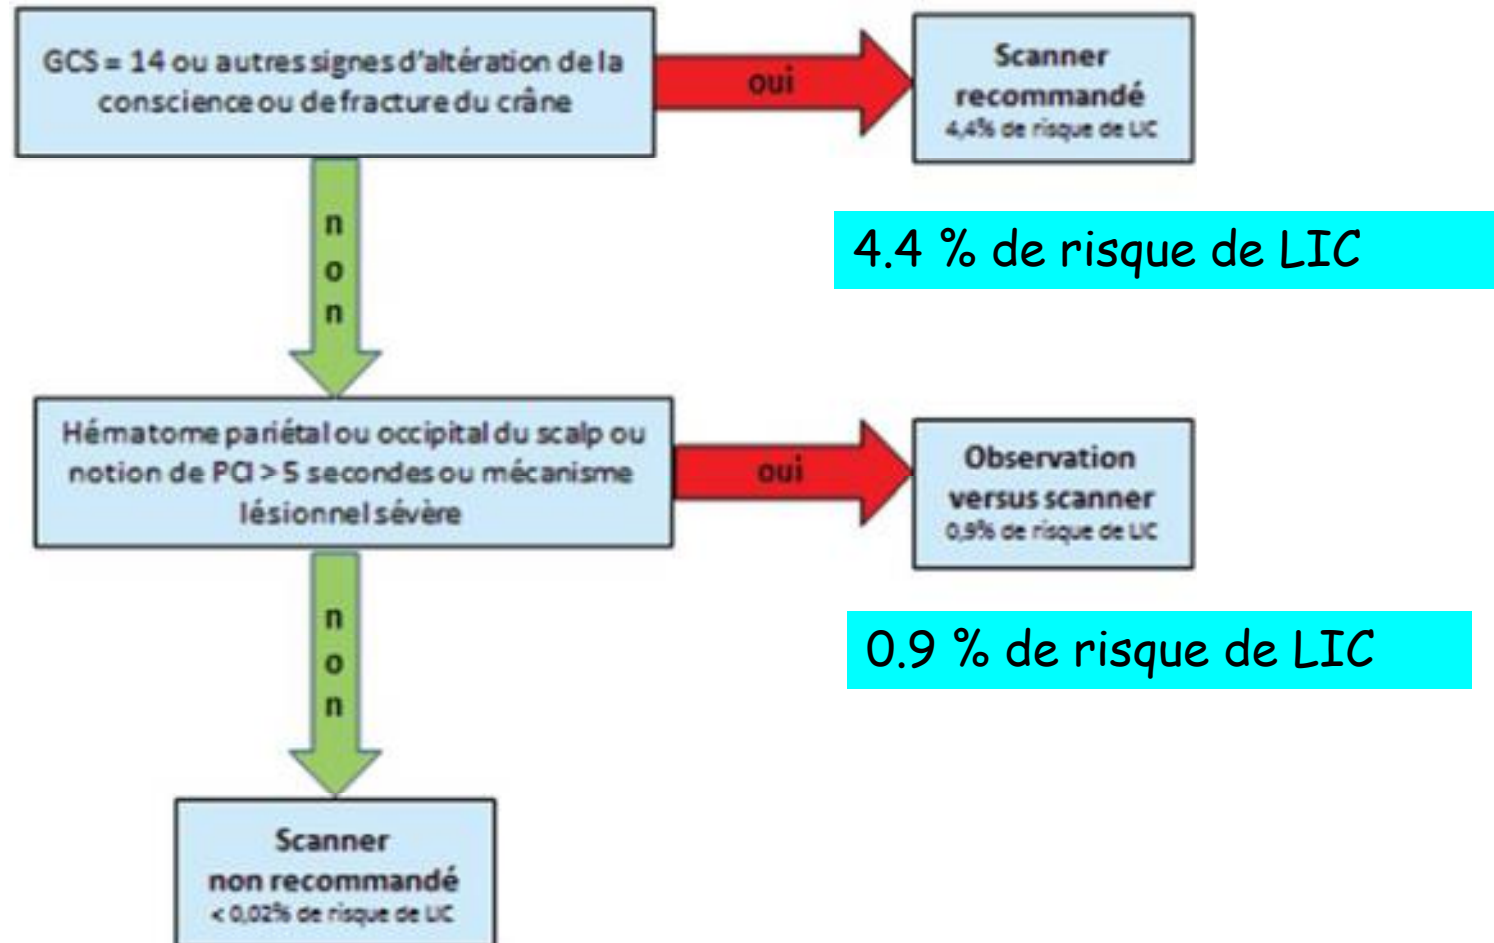 GCS = 14 ou autres signes d'altération de la
conscience ou de fracture du crâne
oui
Scanner
recommandé
4,4% de risque de LIC
4.4 % de risque de LIC
n
o
n
Hématome pariétal ou occipital du scalp ou
notion de PCI > 5 secondes ou mécanisme
lésionnel sévère
oui
Observation
versus scanner
0,9% de risque de LIC
0.9 % de risque de LIC
n
o
n
Scanner
non recommandé
< 0,02% de risque de LIC